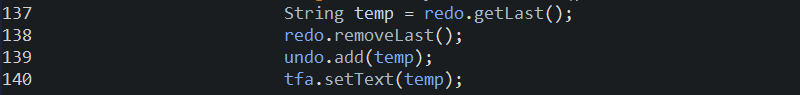 137 String temp = redo.getLast();
138 redo.removeLast();
139 undo.add(temp);
140 tfa.setText(temp);